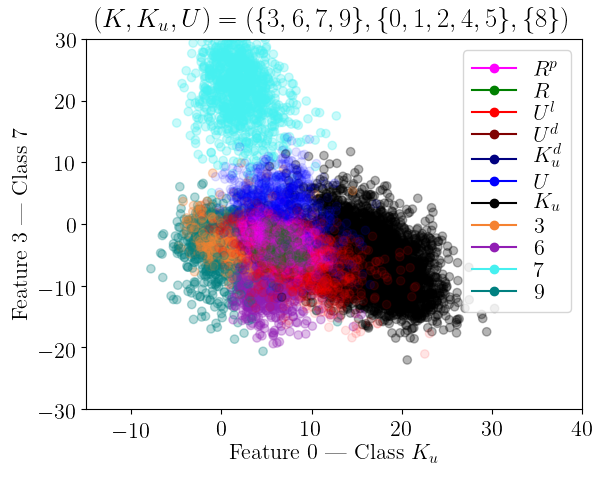 (K, K_u, U) = ({3, 6, 7, 9}, {0, 1, 2, 4, 5}, {8})
30
20
10
0
−10
−20
−30
Feature 3 — Class 7
R^p
R
U^l
U^d
K_u^d
U
K_u
3
6
7
9
−10
0
10
20
30
40
Feature 0 — Class K_u